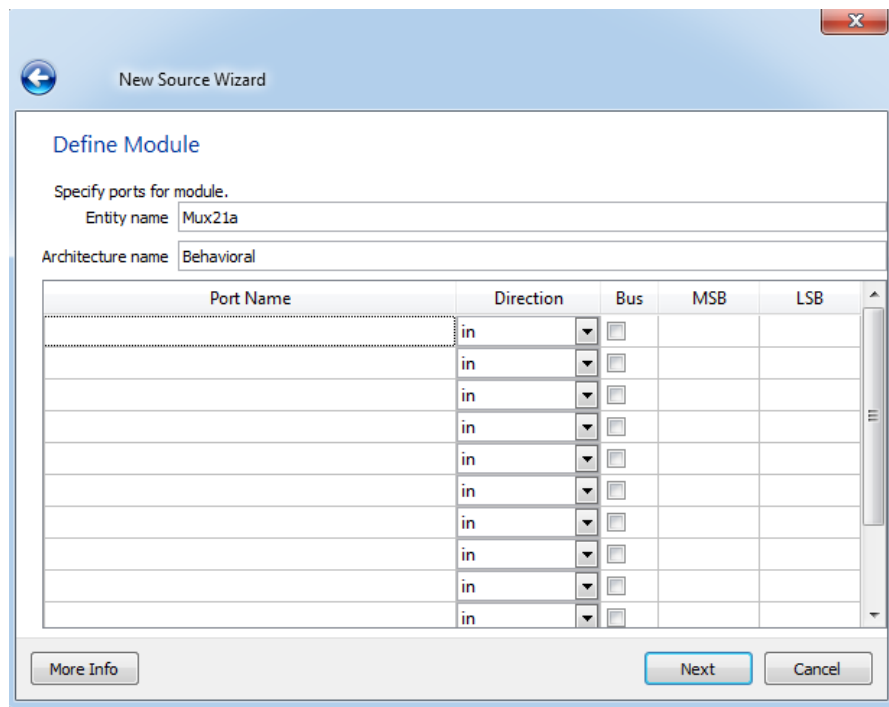 New Source Wizard
Define Module
Specify ports for module.
Entity name Mux21a
Architecture name Behavioral
Port Name Direction Bus MSB LSB
in
in
in
in
in
in
in
in
in
in
More Info Next Cancel